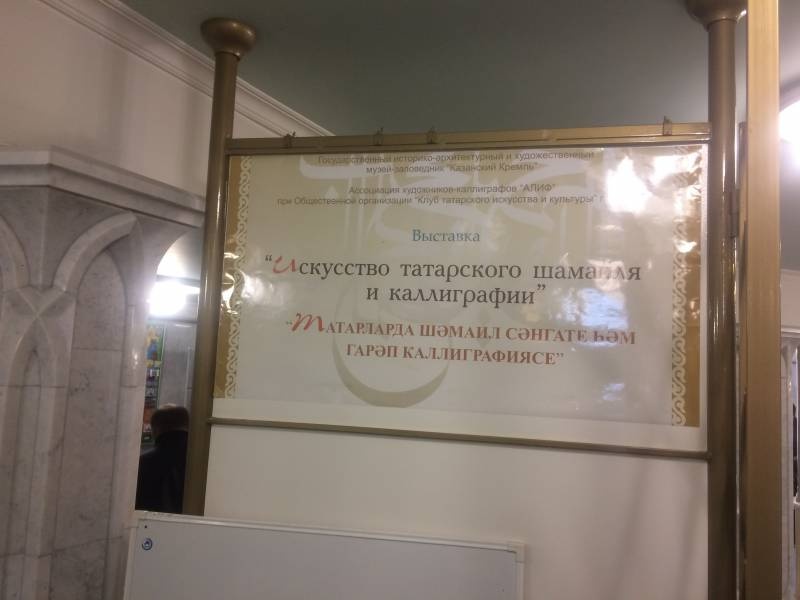 Государственный историко-архитектурный и художественный
музей-заповедник "Казанский Кремль"
Ассоциация художников-каллиграфов "АЛИФ"
при Общественной организации "Клуб татарского искусства и культуры"
Выставка
"Искусство татарского шамаиля
и каллиграфии"
"Татарларда шәмаил сәнгате һәм
гарәп каллиграфиясе"